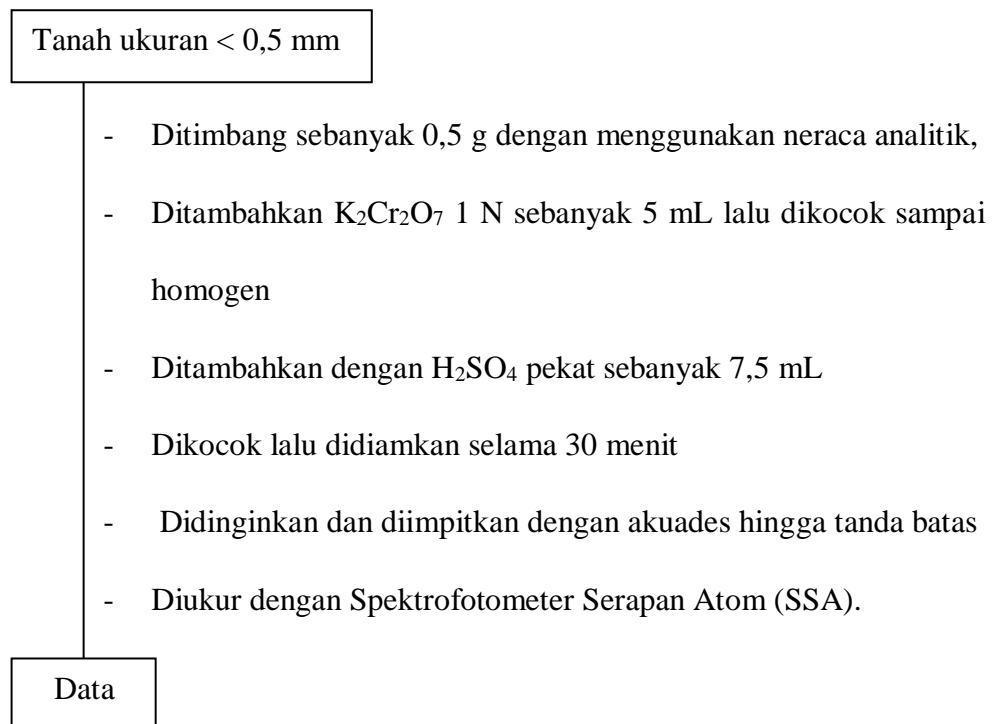 Tanah ukuran < 0,5 mm
- Ditimbang sebanyak 0,5 g dengan menggunakan neraca analitik,
- Ditambahkan K₂Cr₂O₇ 1 N sebanyak 5 mL lalu dikocok sampai
homogen
- Ditambahkan dengan H₂SO₄ pekat sebanyak 7,5 mL
- Dikocok lalu didiamkan selama 30 menit
- Didinginkan dan diimpitkan dengan akuades hingga tanda batas
- Diukur dengan Spektrofotometer Serapan Atom (SSA).
Data